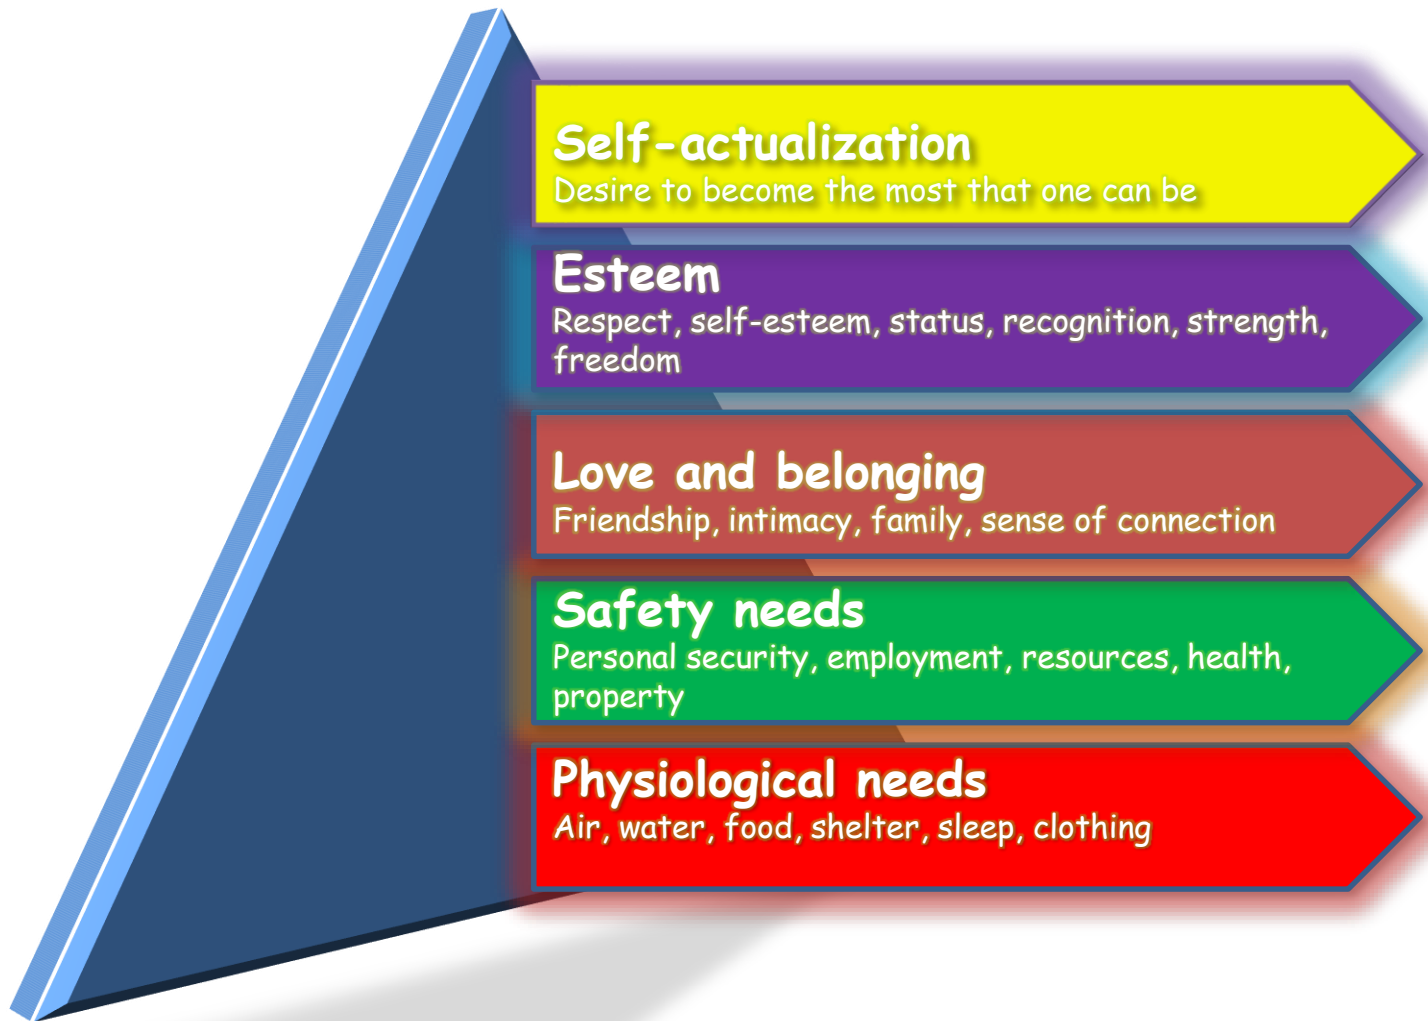 Self-actualization
Desire to become the most that one can be
Esteem
Respect, self-esteem, status, recognition, strength,
freedom
Love and belonging
Friendship, intimacy, family, sense of connection
Safety needs
Personal security, employment, resources, health,
property
Physiological needs
Air, water, food, shelter, sleep, clothing